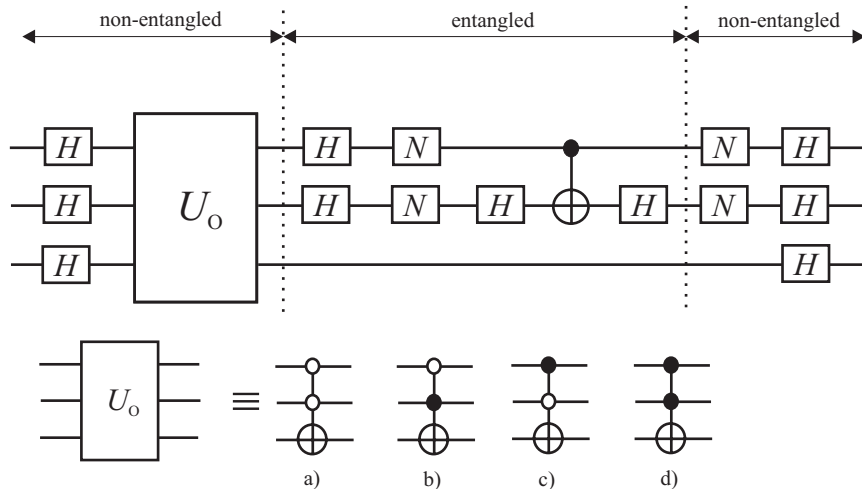 non-entangled entangled non-entangled
H H N N H
H U_O H N H H N H
H H
U_O ≡
a) b) c) d)